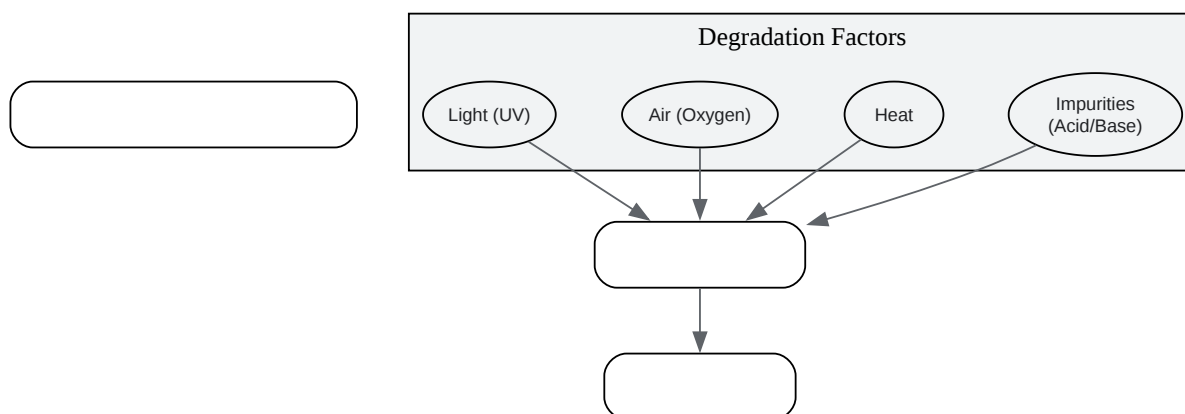 Degradation Factors
Light (UV)
Air (Oxygen)
Heat
Impurities
(Acid/Base)